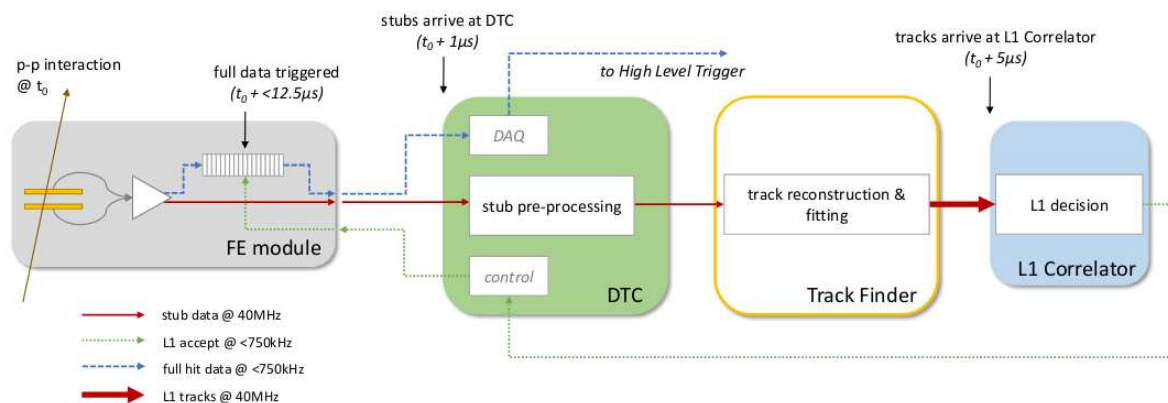 p-p interaction
@ t0
full data triggered
(t0 + <12.5µs)
stubs arrive at DTC
(t0 + 1µs)
to High Level Trigger
tracks arrive at L1 Correlator
(t0 + 5µs)
DAQ
stub pre-processing
control
track reconstruction &
fitting
L1 decision
FE module
DTC
Track Finder
L1 Correlator
stub data @ 40MHz
L1 accept @ <750kHz
full hit data @ <750kHz
L1 tracks @ 40MHz